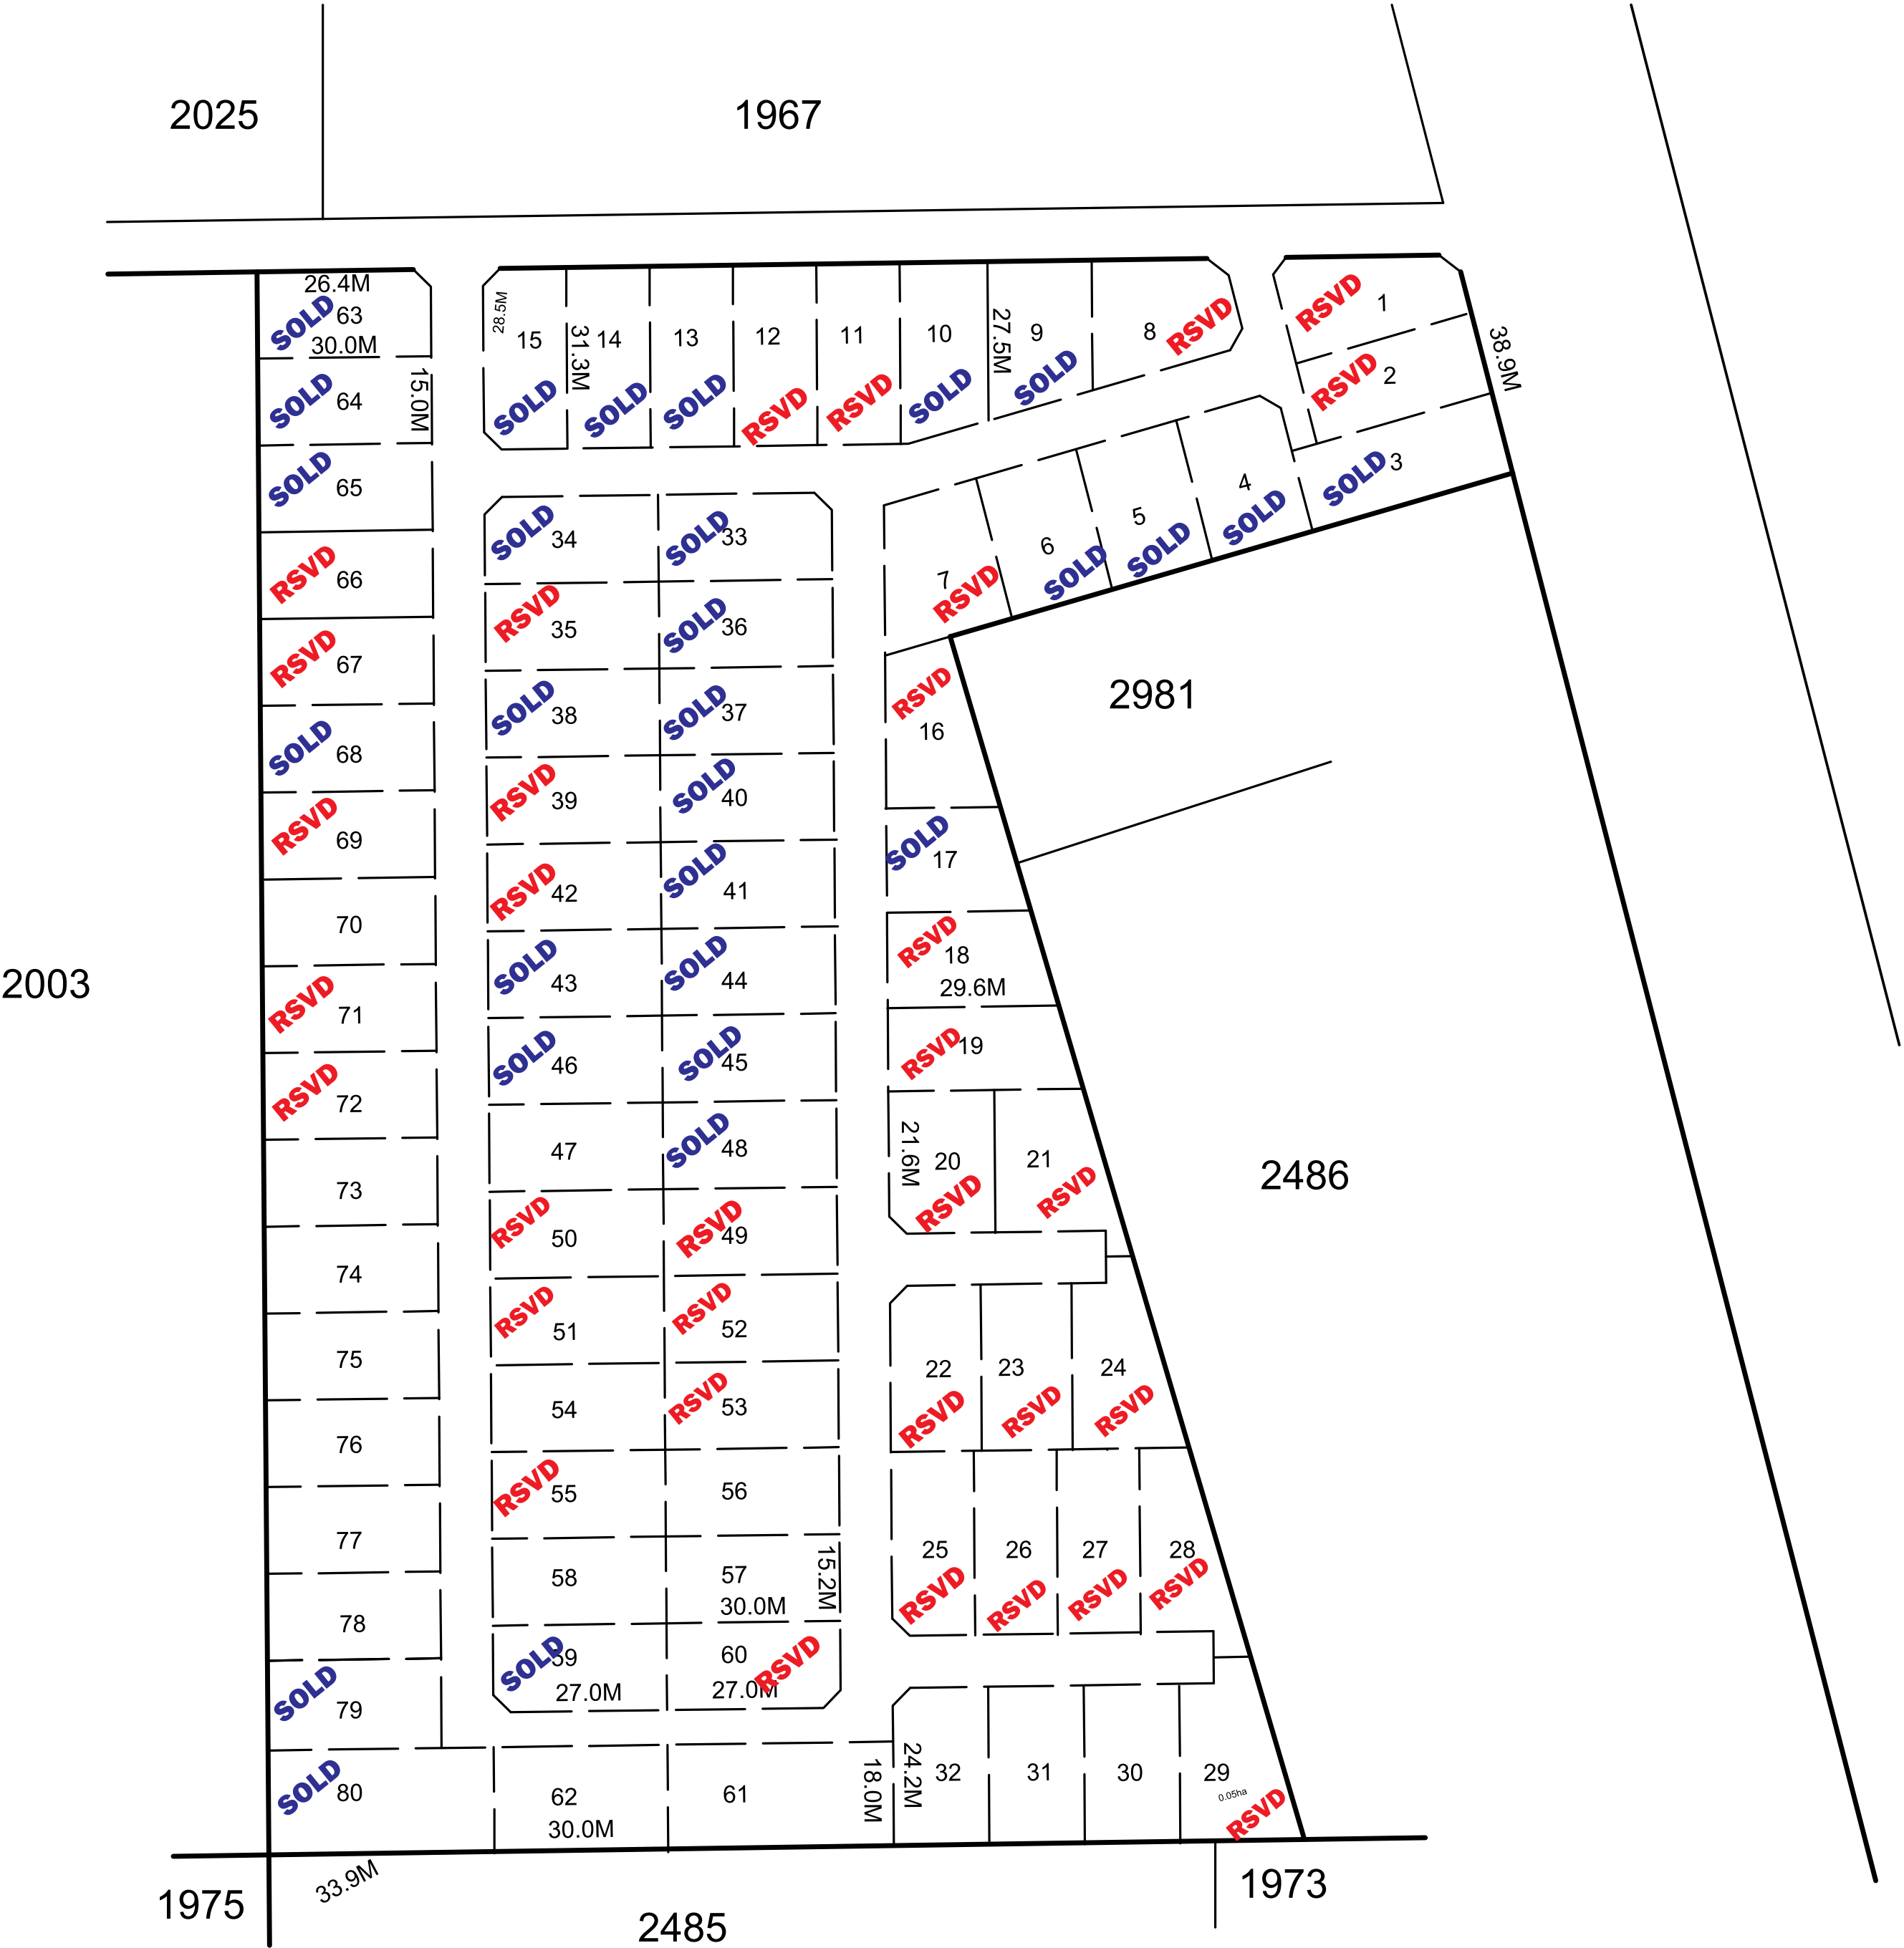 2025
1967
26.4M
SOLD
63
30.0M
SOLD
64
15.0M
SOLD
65
RSVD
66
RSVD
67
SOLD
68
RSVD
69
70
RSVD
71
RSVD
72
73
74
75
76
77
78
SOLD
79
SOLD
80
28.5M
15
SOLD
31.3M
14
SOLD
13
SOLD
12
RSVD
11
RSVD
10
SOLD
27.5M
9
SOLD
8
RSVD
RSVD
1
RSVD
2
38.9M
SOLD
3
4
SOLD
5
SOLD
6
SOLD
7
RSVD
SOLD
34
SOLD
33
RSVD
35
SOLD
36
SOLD
38
SOLD
37
RSVD
39
SOLD
40
RSVD
42
SOLD
41
SOLD
43
SOLD
44
SOLD
46
SOLD
45
47
SOLD
48
RSVD
50
RSVD
49
RSVD
51
RSVD
52
54
RSVD
53
RSVD
55
56
58
57
30.0M
15.2M
SOLD
59
27.0M
60
RSVD
27.0M
62
30.0M
61
18.0M
RSVD
16
SOLD
17
RSVD
18
29.6M
RSVD
19
21.6M
20
RSVD
21
RSVD
22
RSVD
23
RSVD
24
RSVD
25
RSVD
26
RSVD
27
RSVD
28
RSVD
24.2M
32
31
30
29
0.05ha
RSVD
2981
2486
2003
1975
33.9M
2485
1973